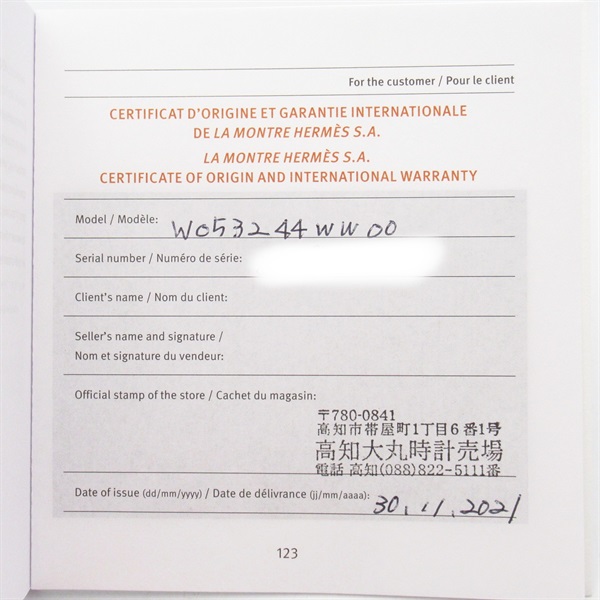 For the customer / Pour le client
CERTIFICAT D'ORIGINE ET GARANTIE INTERNATIONALE
DE LA MONTRE HERMÈS S.A.
LA MONTRE HERMÈS S.A.
CERTIFICATE OF ORIGIN AND INTERNATIONAL WARRANTY
Model / Modèle: W053244WW00
Serial number / Numéro de série:
Client's name / Nom du client:
Seller's name and signature /
Nom et signature du vendeur:
Official stamp of the store / Cachet du magasin:
〒780-0841
高知市帯屋町1丁目6番1号
高知大丸時計売場
電話 高知(088)822-5111番
Date of issue (dd/mm/yyyy) / Date de délivrance (jj/mm/aaaa): 30.11.2021
123